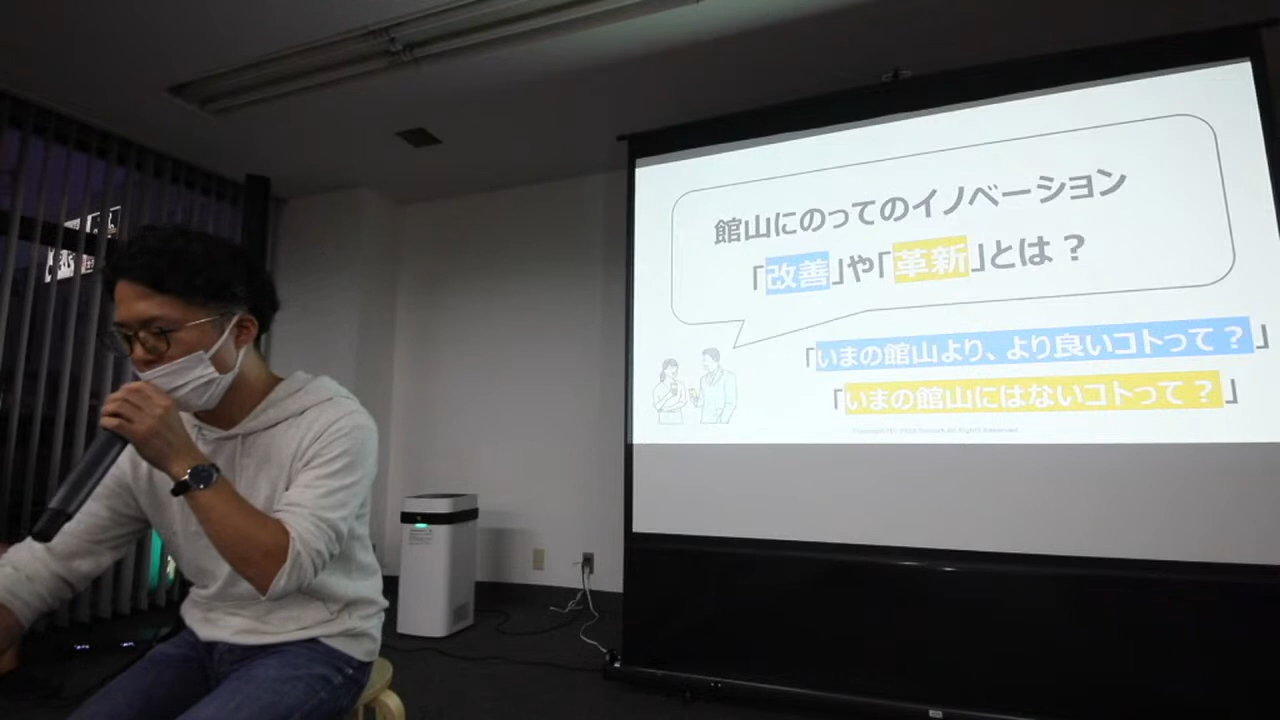 館山にのってのイノベーション
「改善」や「革新」とは？
「いまの館山より、より良いコトって？」
「いまの館山にはないコトって？」